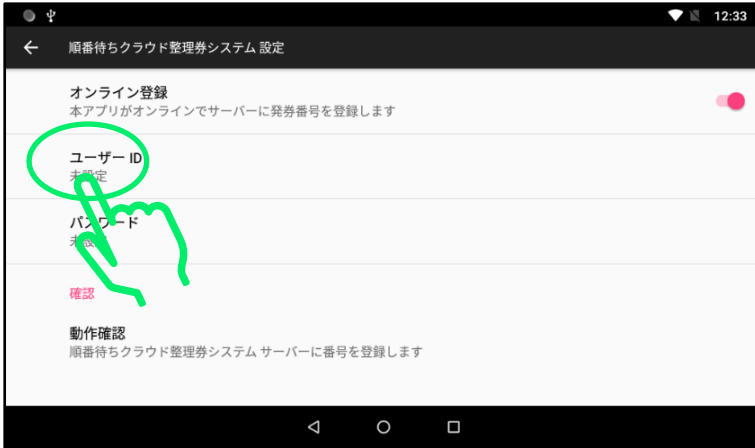 12:33
順番待ちクラウド整理券システム 設定
オンライン登録
本アプリがオンラインでサーバーに発券番号を登録します
ユーザー ID
未設定
パスワード
未設定
確認
動作確認
順番待ちクラウド整理券システム サーバーに番号を登録します